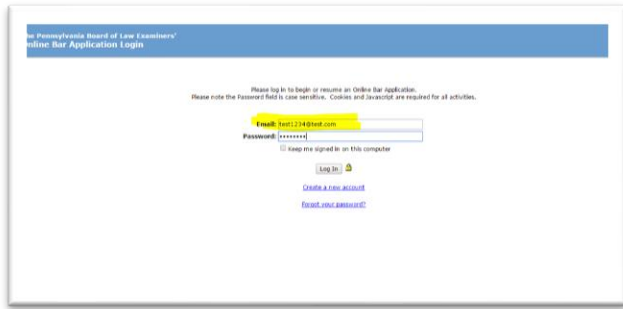 he Pennsylvania Board of Law Examiners'
nline Bar Application Login
Please log in to begin or resume an Online Bar Application.
Please note the Password field is case sensitive. Cookies and Javascript are required for all activities.
Email: test1234@test.com
Password: ••••••••
Keep me signed in on this computer
Log In
Create a new account
Forgot your password?